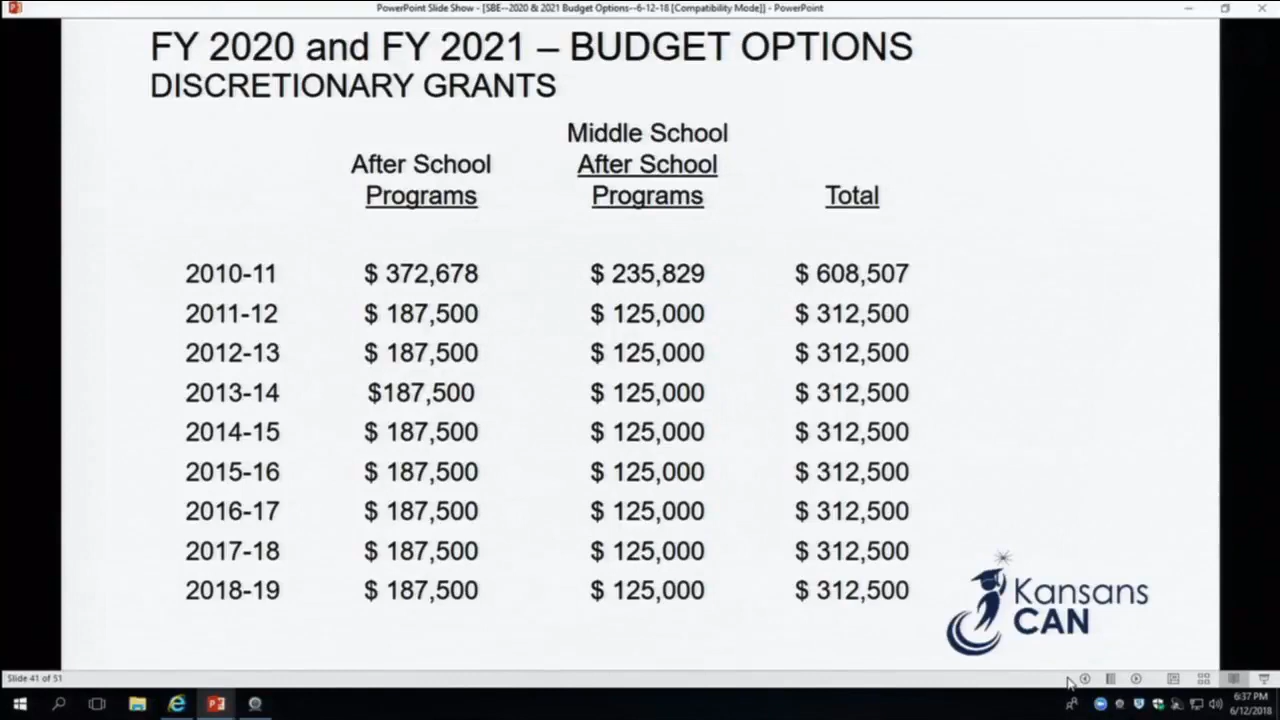 PowerPoint Slide Show - [SBE--2020 & 2021 Budget Options--6-12-18 [Compatibility Mode]] - PowerPoint
FY 2020 and FY 2021 – BUDGET OPTIONS
DISCRETIONARY GRANTS
Middle School
After School After School
Programs Programs Total
2010-11 $ 372,678 $ 235,829 $ 608,507
2011-12 $ 187,500 $ 125,000 $ 312,500
2012-13 $ 187,500 $ 125,000 $ 312,500
2013-14 $187,500 $ 125,000 $ 312,500
2014-15 $ 187,500 $ 125,000 $ 312,500
2015-16 $ 187,500 $ 125,000 $ 312,500
2016-17 $ 187,500 $ 125,000 $ 312,500
2017-18 $ 187,500 $ 125,000 $ 312,500
2018-19 $ 187,500 $ 125,000 $ 312,500
Kansans
CAN
Slide 41 of 51
6:37 PM
6/12/2018